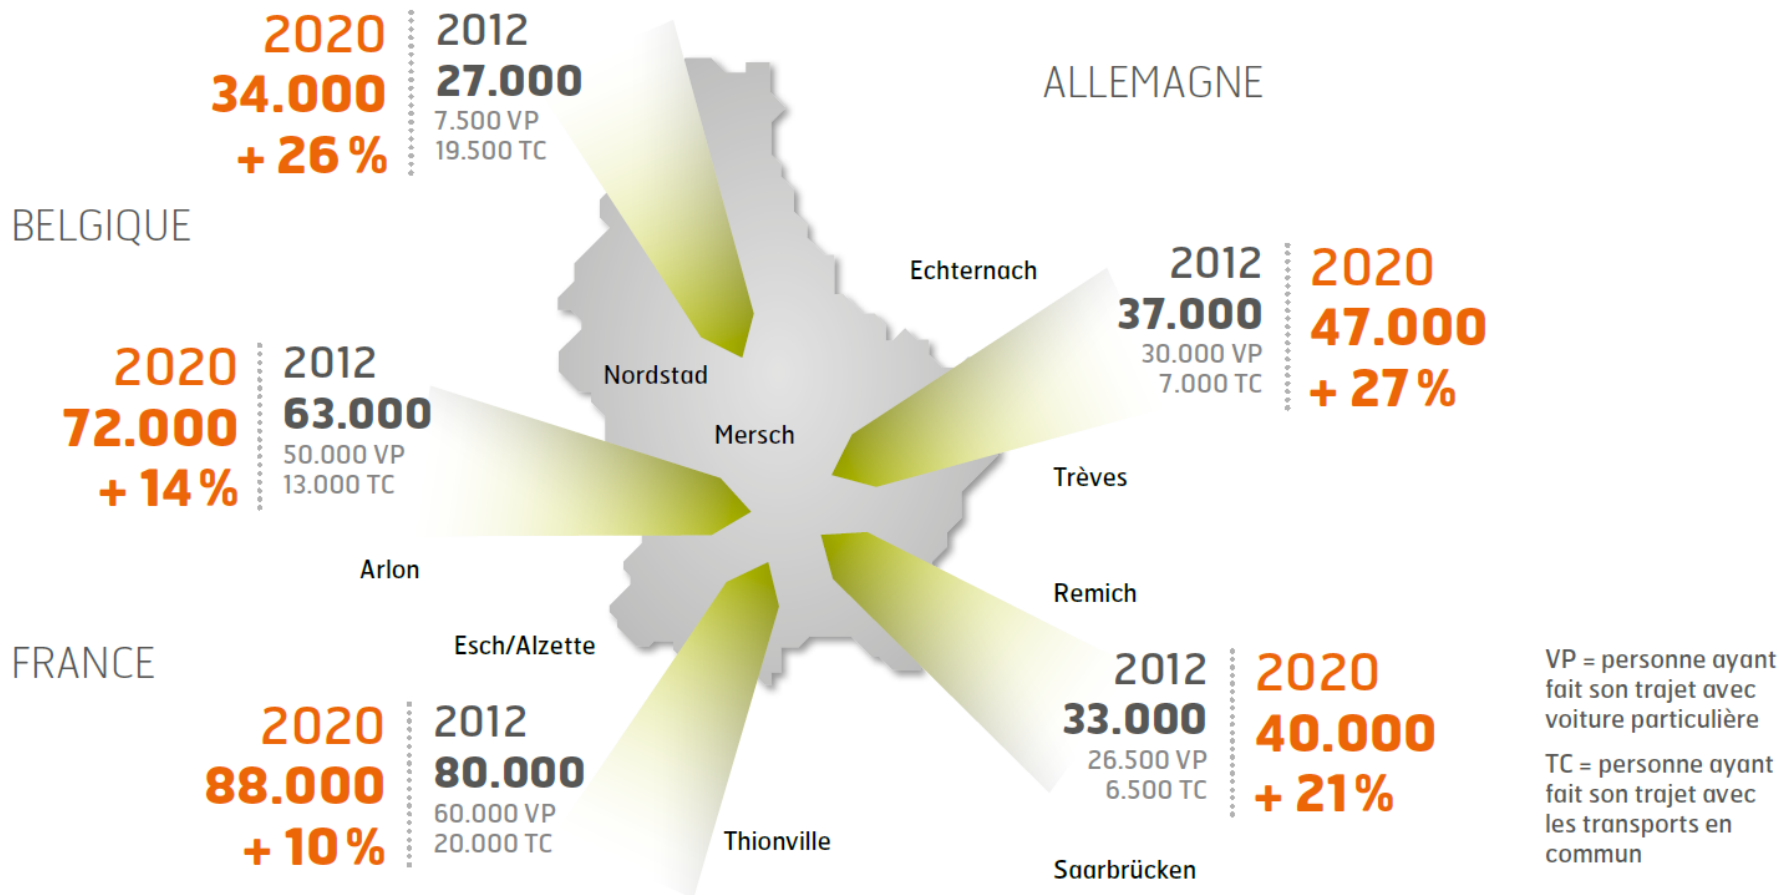 2020
34.000
+ 26 %
2012
27.000
7.500 VP
19.500 TC
ALLEMAGNE
BELGIQUE
Echternach
2012
37.000
30.000 VP
7.000 TC
2020
47.000
+ 27 %
2020
72.000
+ 14 %
2012
63.000
50.000 VP
13.000 TC
Nordstad
Mersch
Trèves
Arlon
Remich
Esch/Alzette
FRANCE
2020
88.000
+ 10 %
2012
80.000
60.000 VP
20.000 TC
Thionville
2012
33.000
26.500 VP
6.500 TC
2020
40.000
+ 21 %
Saarbrücken
VP = personne ayant
fait son trajet avec
voiture particulière
TC = personne ayant
fait son trajet avec
les transports en
commun